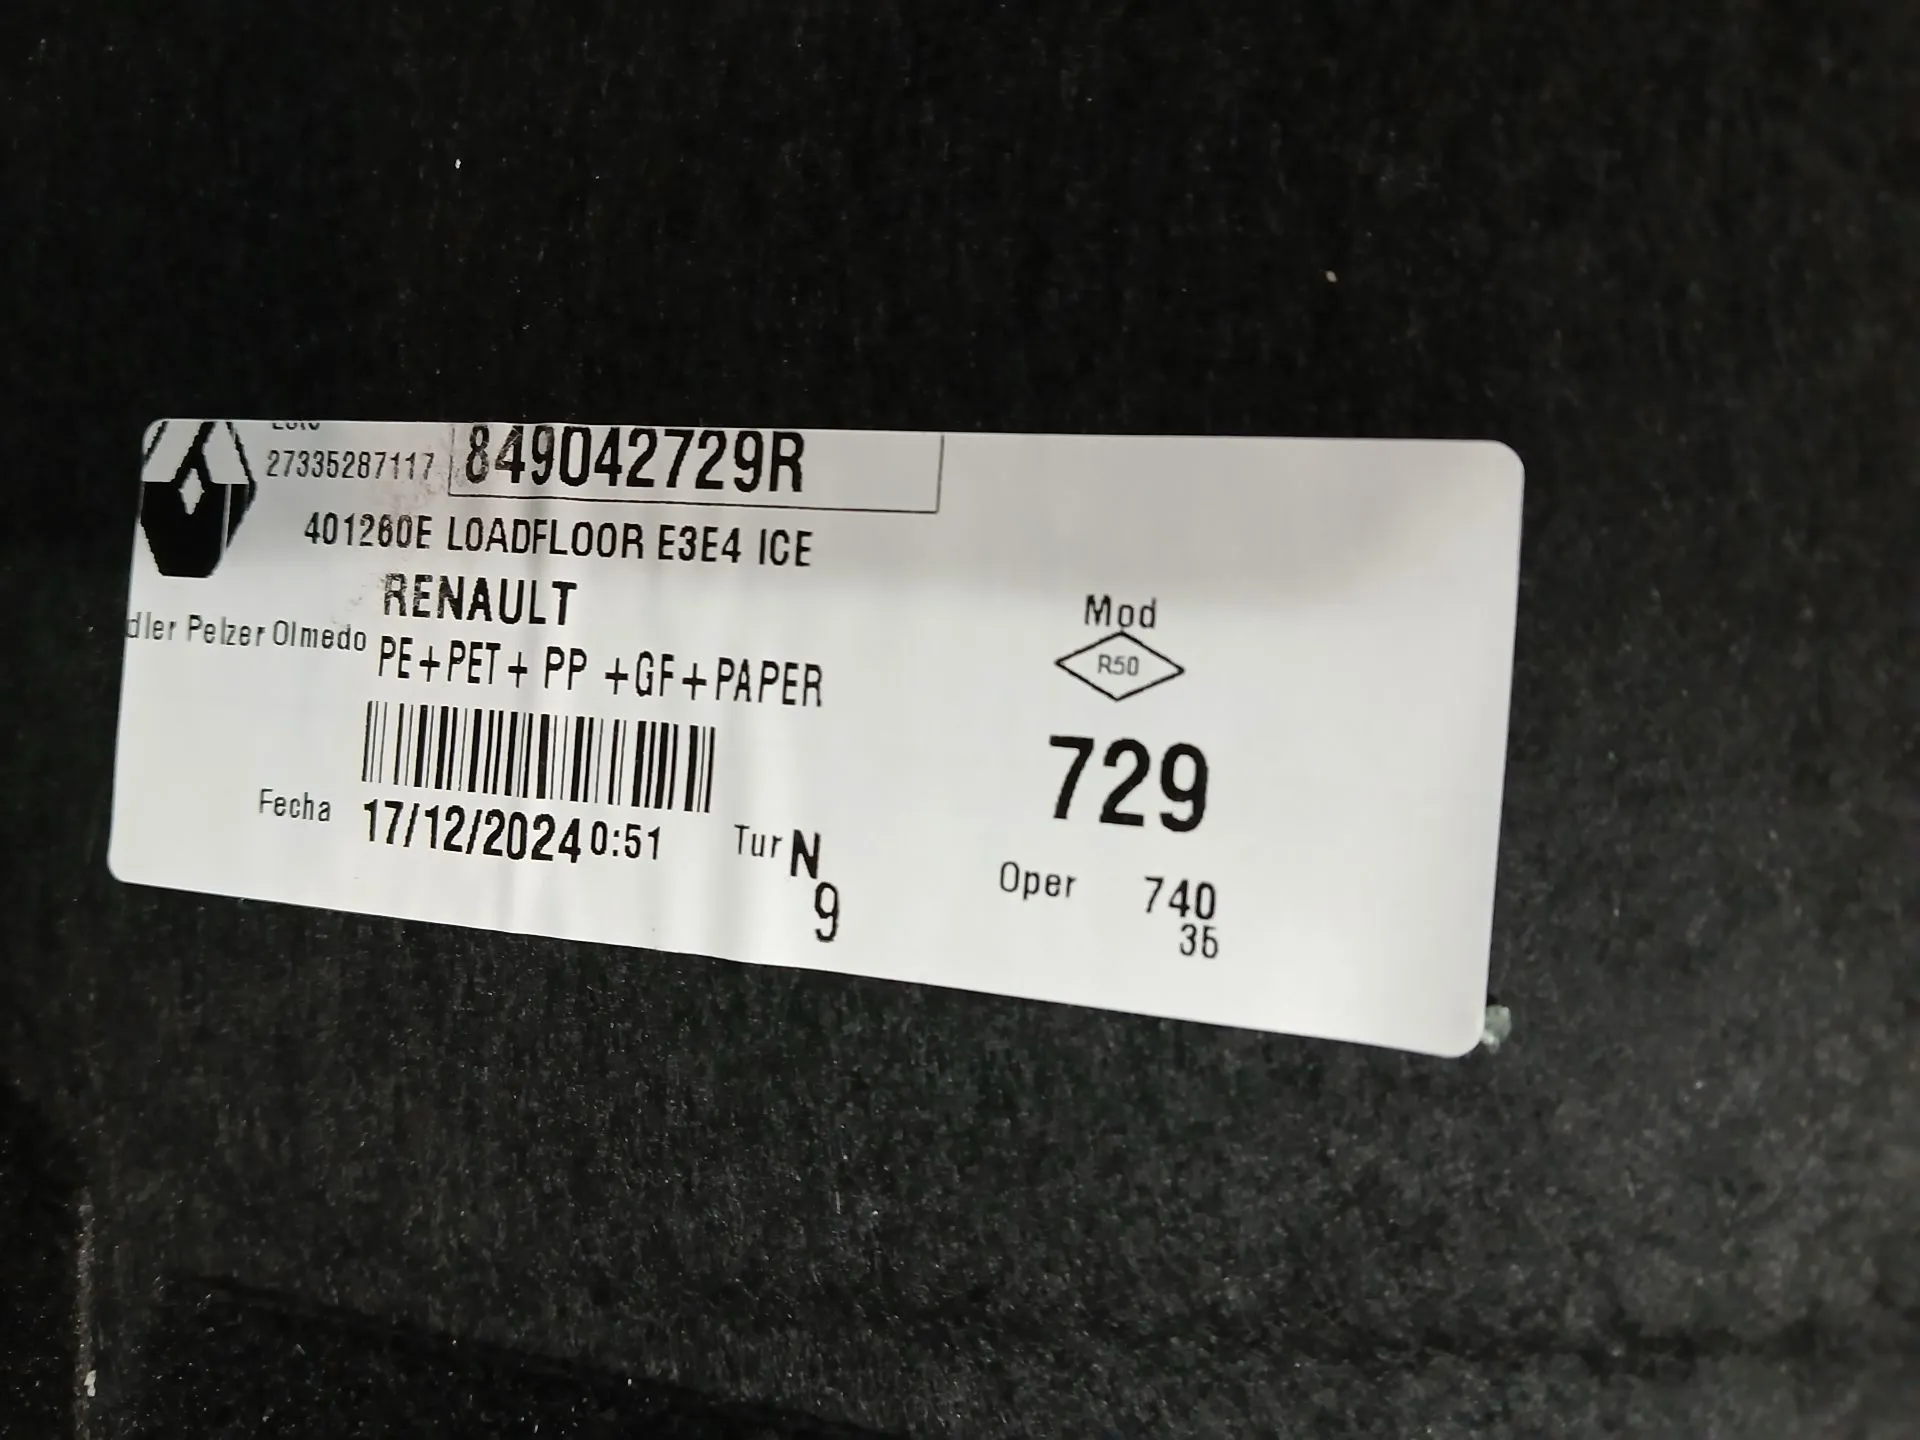 27335287117 849042729R
401260E LOADFLOOR E3E4 ICE
RENAULT
dler Pelzer Olmedo
PE+PET+ PP +GF+PAPER
Mod
R50
729
Fecha 17/12/2024 0:51 Tur N
9
Oper 740
35